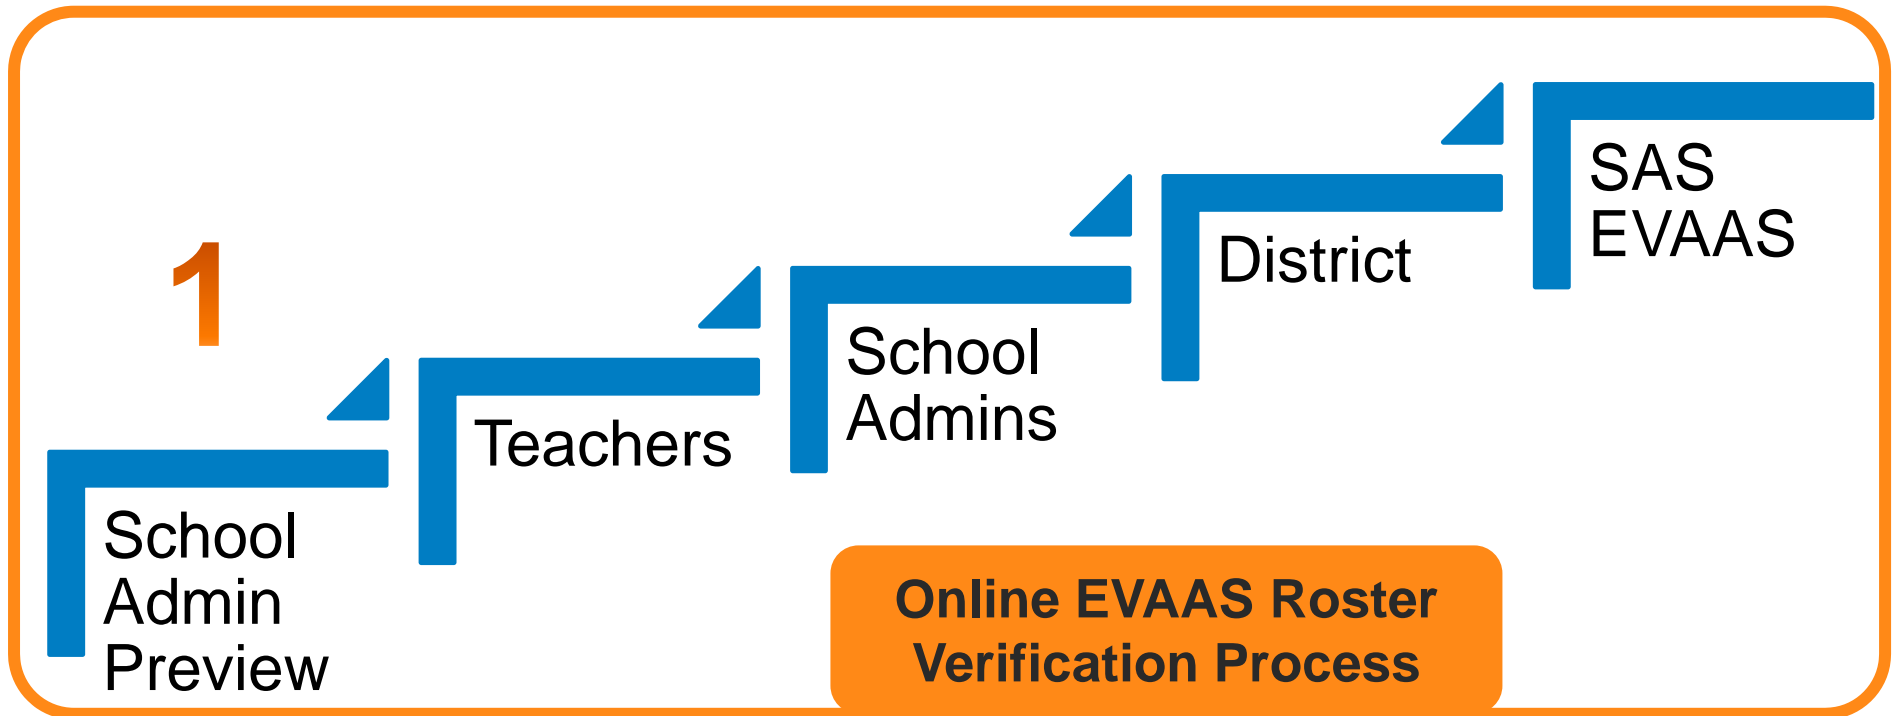 1
School
Admin
Preview
Teachers
School
Admins
District
SAS
EVAAS
Online EVAAS Roster
Verification Process